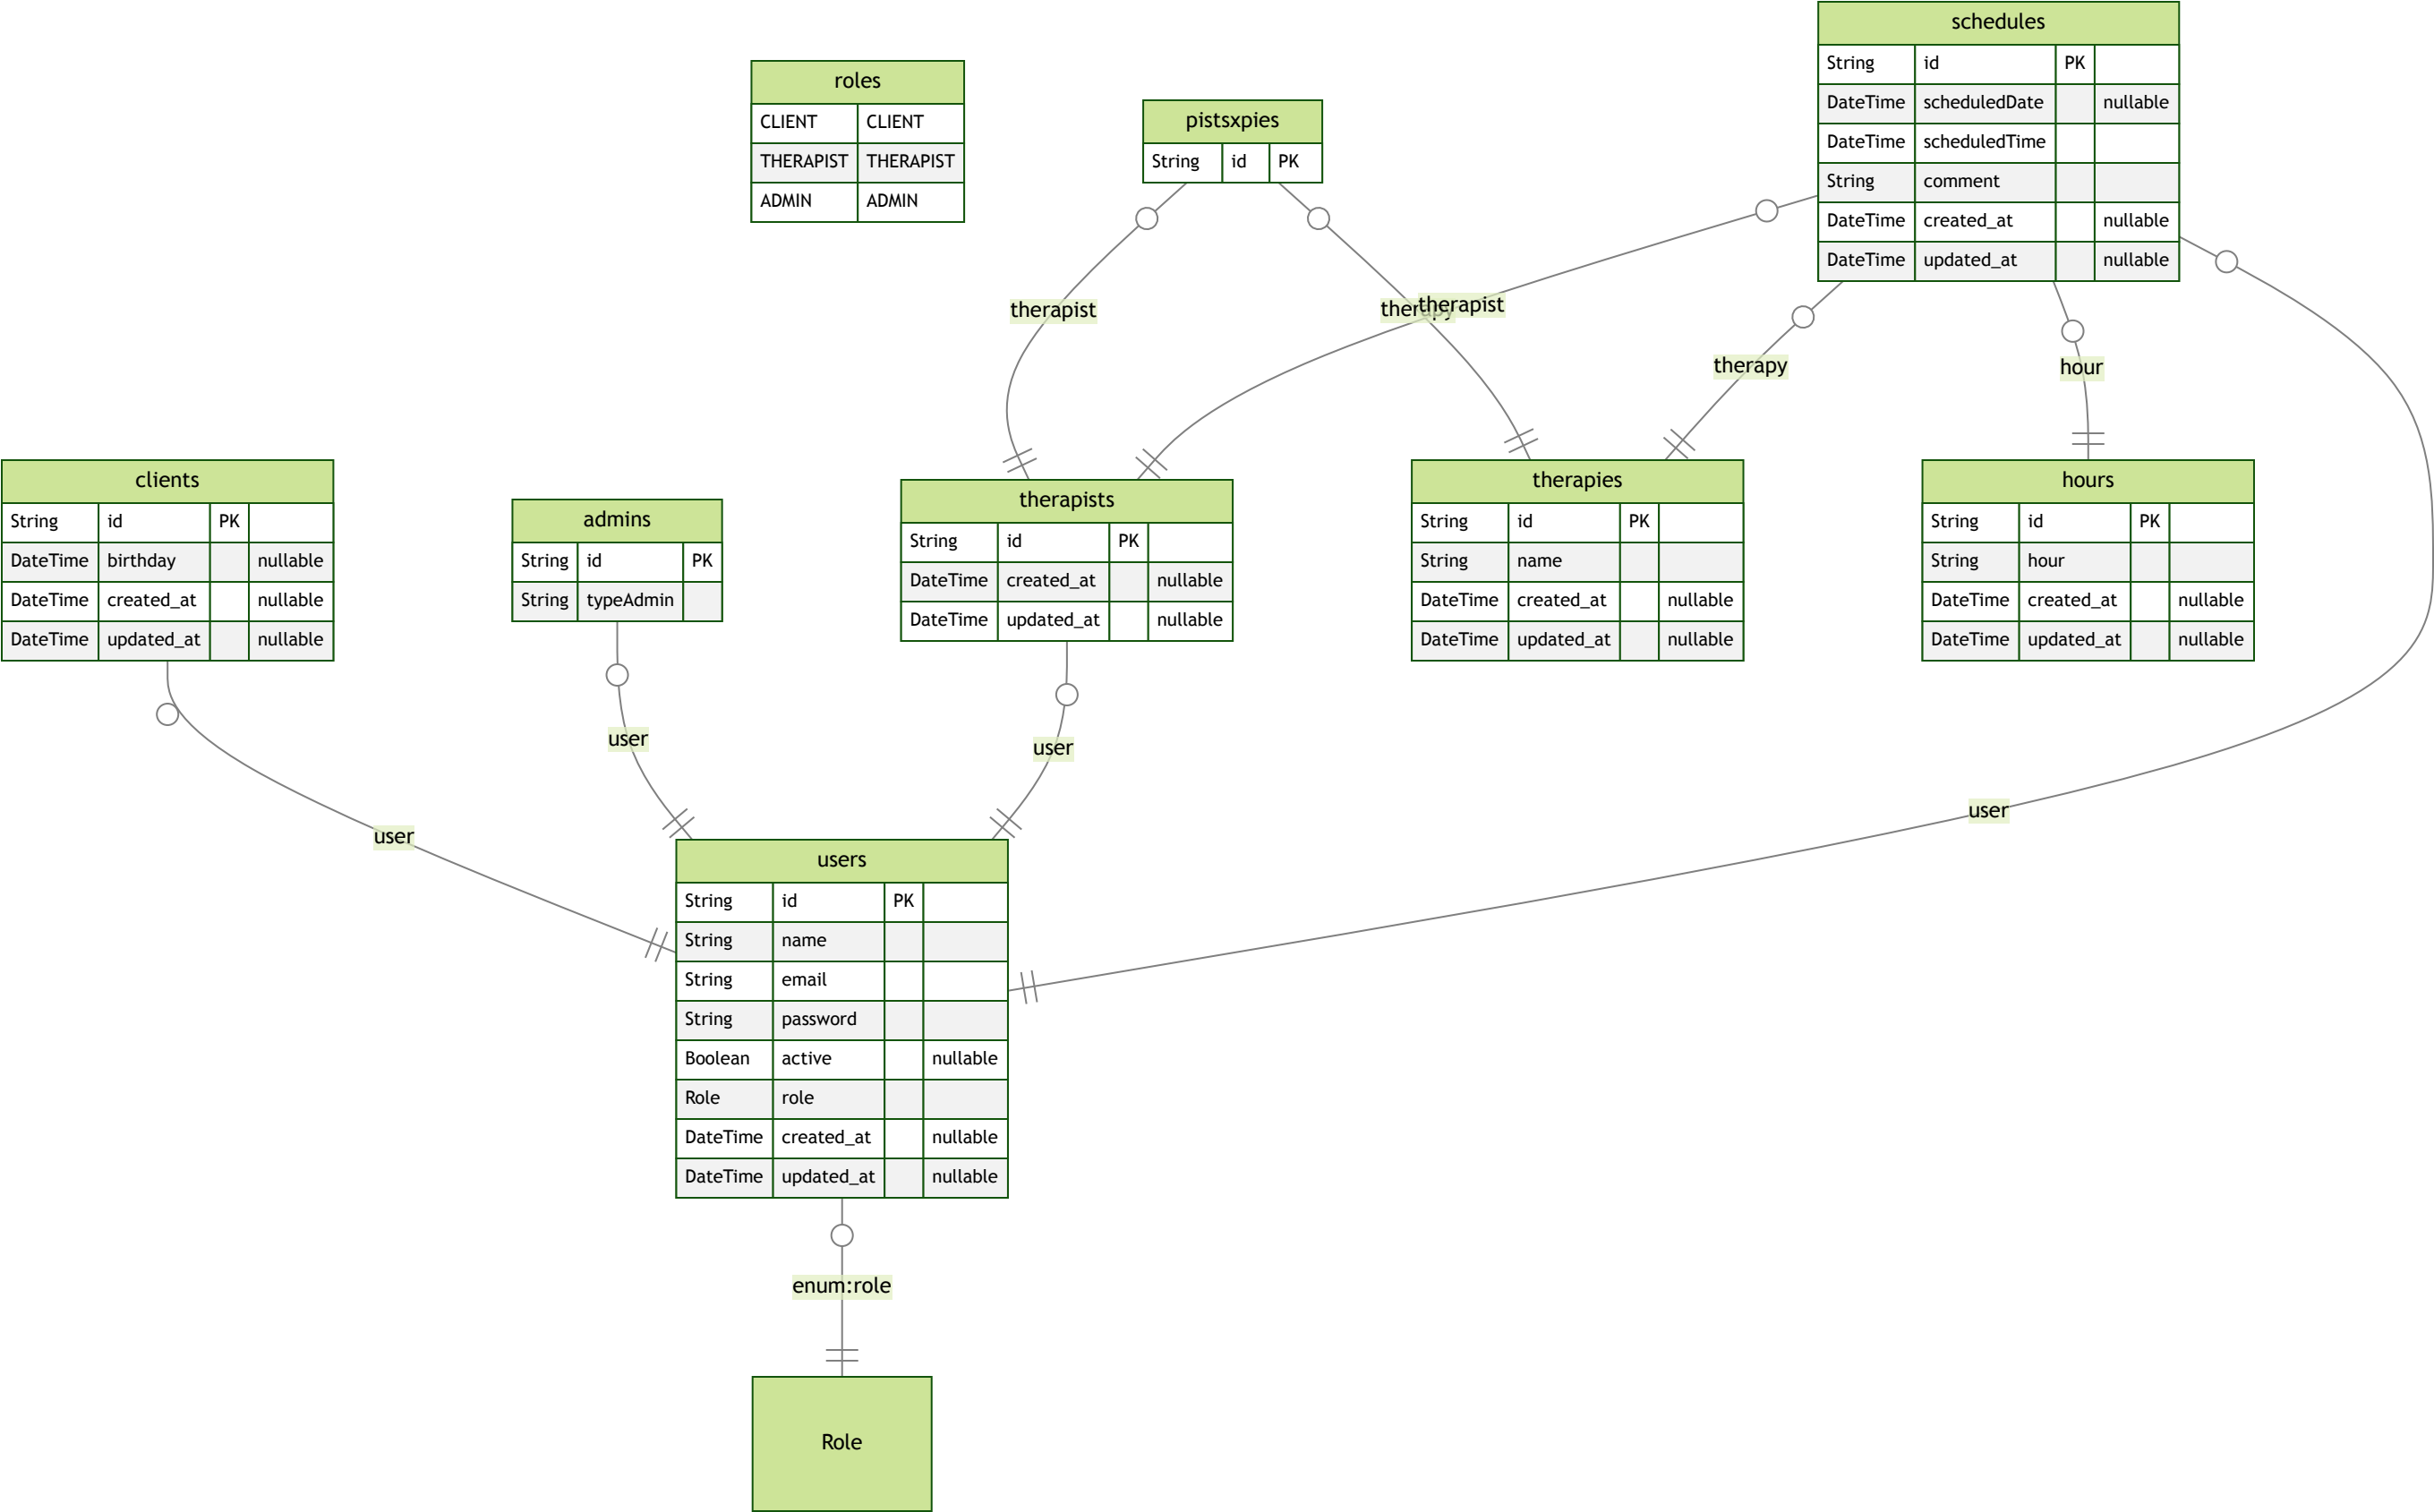 schedules
String id PK
DateTime scheduledDate nullable
DateTime scheduledTime
String comment
DateTime created_at nullable
DateTime updated_at nullable
roles
CLIENT CLIENT
THERAPIST THERAPIST
ADMIN ADMIN
pistsxpies
String id PK
therapist
therapy
therapist
therapy
hour
clients
String id PK
DateTime birthday nullable
DateTime created_at nullable
DateTime updated_at nullable
admins
String id PK
String typeAdmin
therapists
String id PK
DateTime created_at nullable
DateTime updated_at nullable
therapies
String id PK
String name
DateTime created_at nullable
DateTime updated_at nullable
hours
String id PK
String hour
DateTime created_at nullable
DateTime updated_at nullable
user
user
user
user
users
String id PK
String name
String email
String password
Boolean active nullable
Role role
DateTime created_at nullable
DateTime updated_at nullable
enum:role
Role